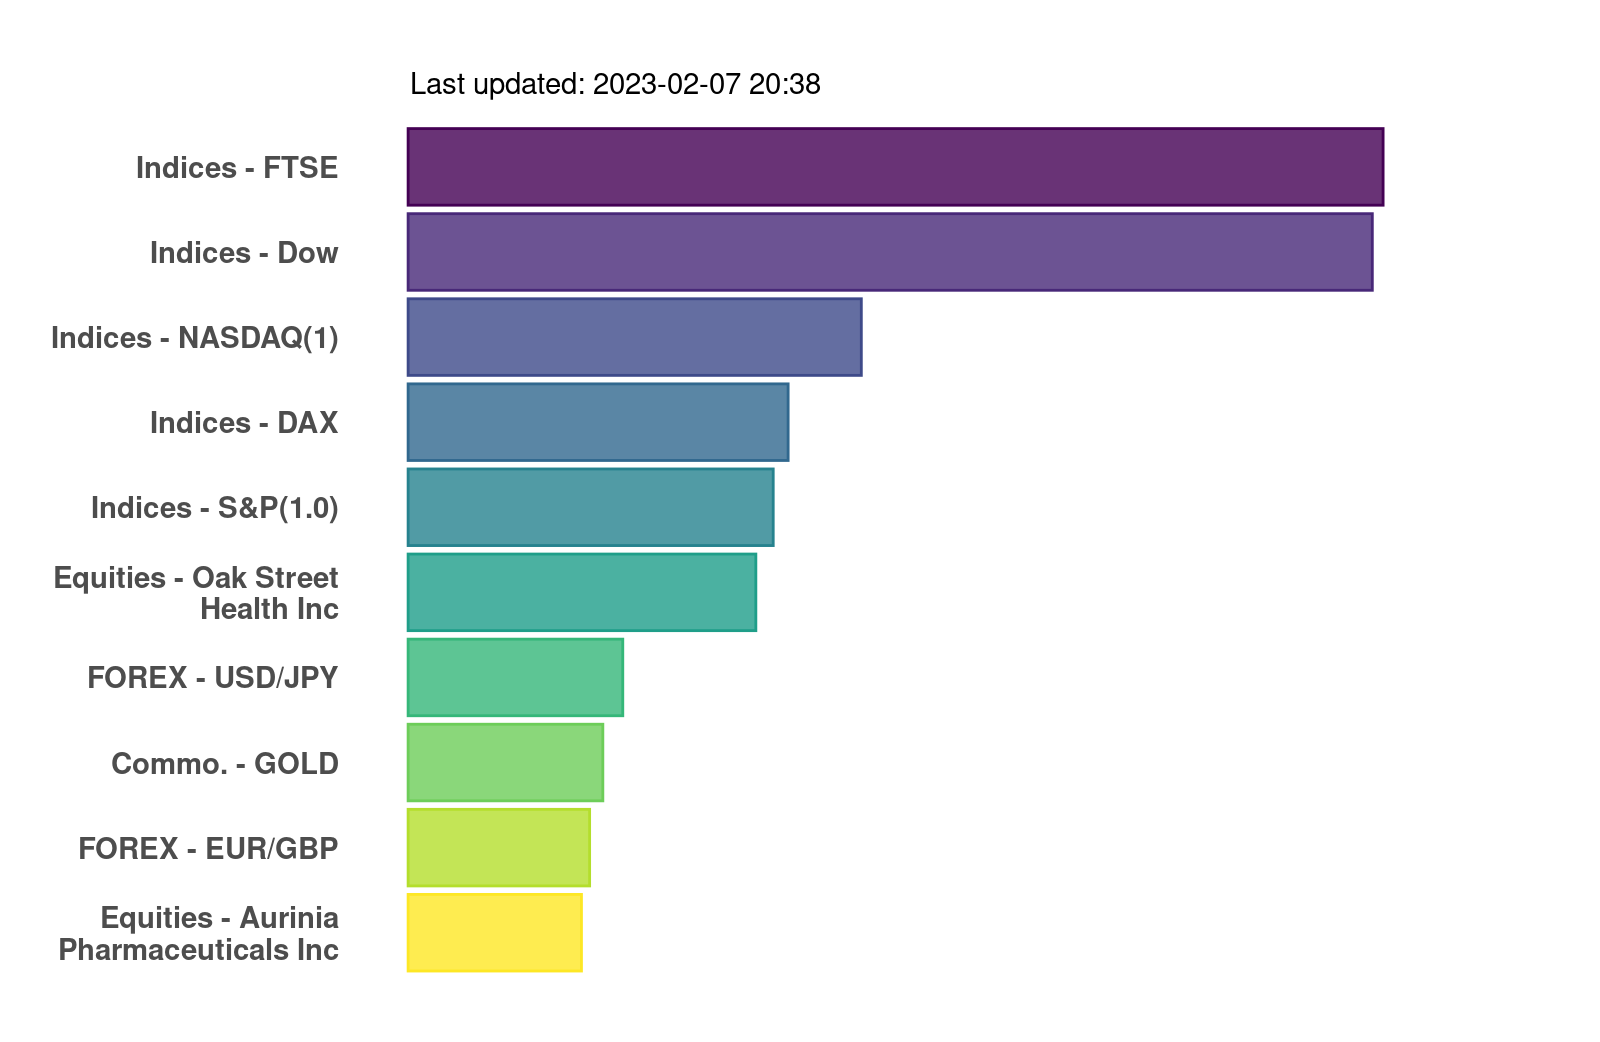 Last updated: 2023-02-07 20:38
Indices - FTSE
Indices - Dow
Indices - NASDAQ(1)
Indices - DAX
Indices - S&P(1.0)
Equities - Oak Street
Health Inc
FOREX - USD/JPY
Commo. - GOLD
FOREX - EUR/GBP
Equities - Aurinia
Pharmaceuticals Inc